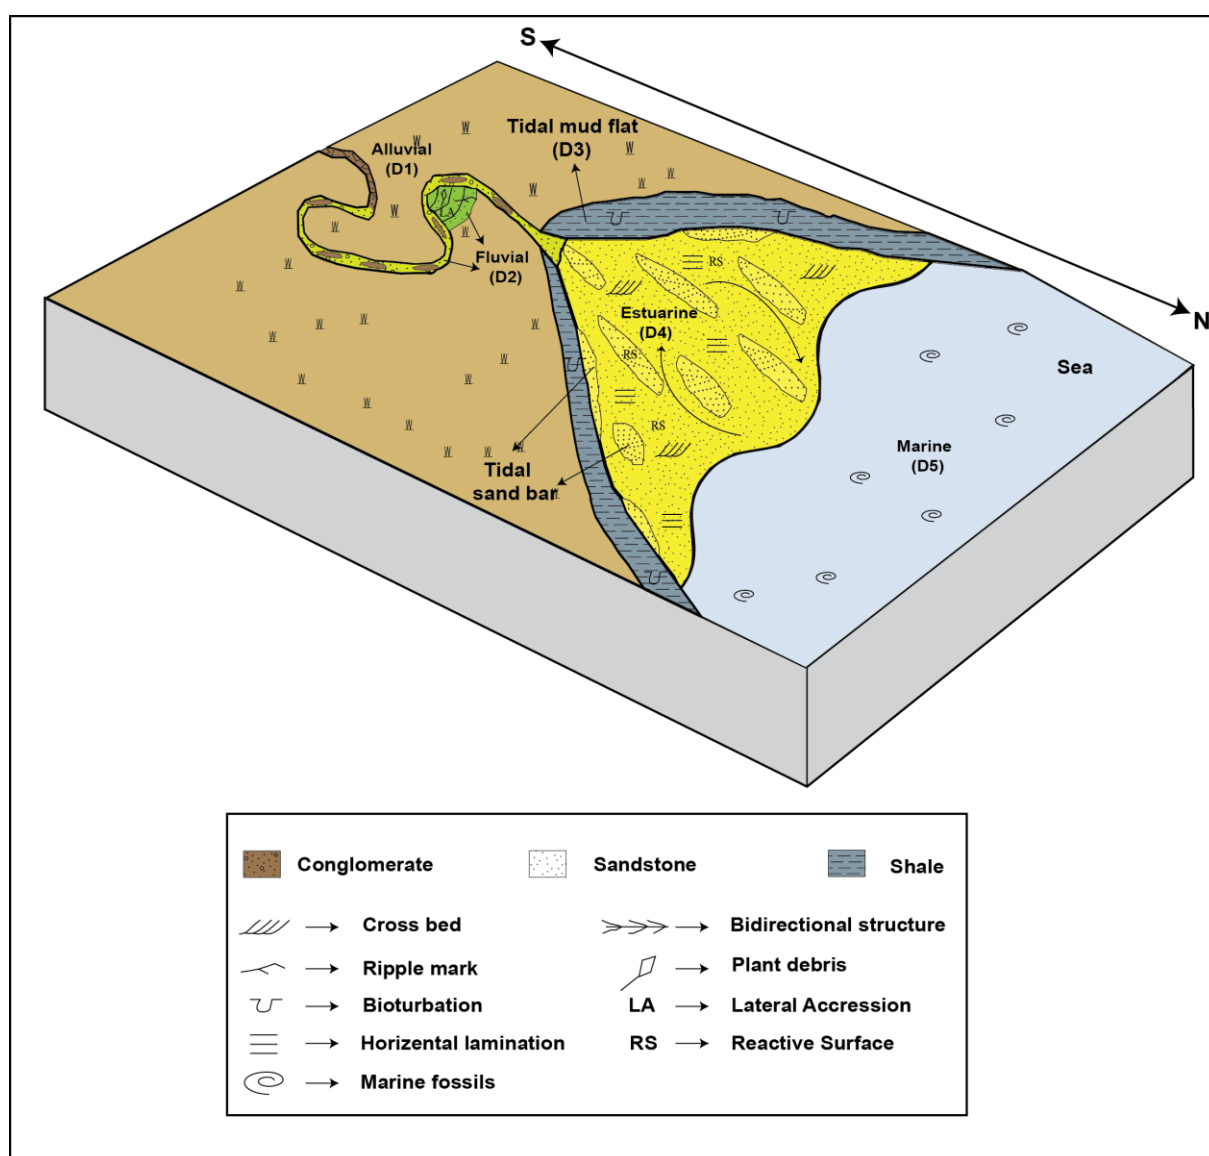 S
N
Tidal mud flat
(D3)
Alluvial
(D1)
LA
Fluvial
(D2)
RS
Estuarine
(D4)
RS
RS
Sea
Marine
(D5)
Tidal
sand bar
Conglomerate
Sandstone
Shale
Cross bed
Bidirectional structure
Ripple mark
Plant debris
Bioturbation
LA Lateral Accression
Horizental lamination
RS Reactive Surface
Marine fossils